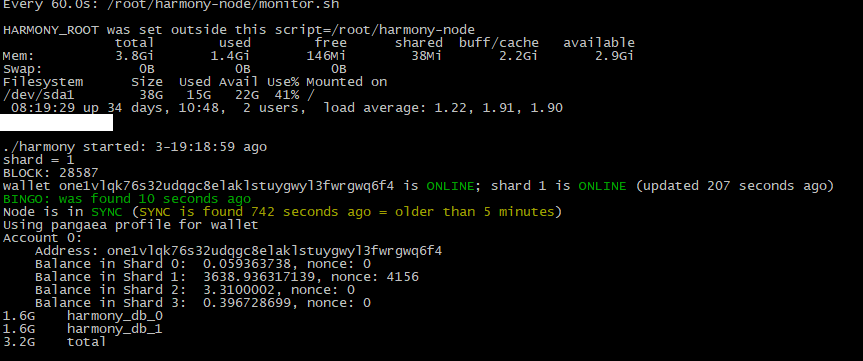 Every 60.0s: /root/harmony-node/monitor.sh
HARMONY_ROOT was set outside this script=/root/harmony-node
total used free shared buff/cache available
Mem: 3.8Gi 1.4Gi 146Mi 38Mi 2.2Gi 2.9Gi
Swap: 0B 0B 0B
Filesystem Size Used Avail Use% Mounted on
/dev/sda1 38G 15G 22G 41% /
08:19:29 up 34 days, 10:48, 2 users, load average: 1.22, 1.91, 1.90
./harmony started: 3-19:18:59 ago
shard = 1
BLOCK: 28587
wallet one1vlqk76s32udqgc8elaklstuygwyl3fwrgwq6f4 is ONLINE; shard 1 is ONLINE (updated 207 seconds ago)
BINGO: was found 10 seconds ago
Node is in SYNC (SYNC is found 742 seconds ago = older than 5 minutes)
Using pangaea profile for wallet
Account 0:
Address: one1vlqk76s32udqgc8elaklstuygwyl3fwrgwq6f4
Balance in Shard 0: 0.059363738, nonce: 0
Balance in Shard 1: 3638.936317139, nonce: 4156
Balance in Shard 2: 3.3100002, nonce: 0
Balance in Shard 3: 0.396728699, nonce: 0
1.6G harmony_db_0
1.6G harmony_db_1
3.2G total